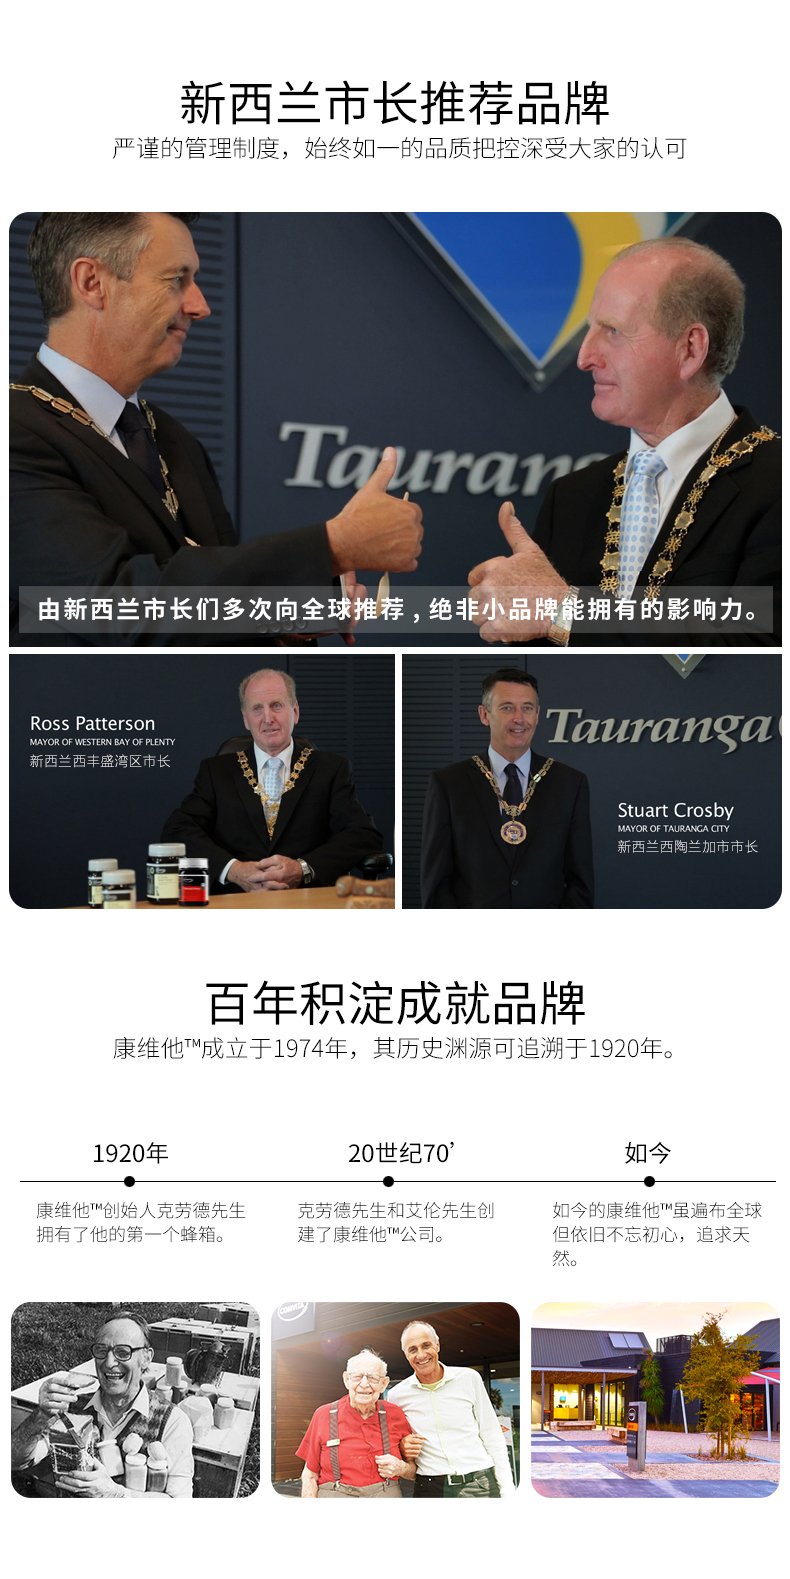 新西兰市长推荐品牌
严谨的管理制度，始终如一的品质把控深受大家的认可
Tauranga
由新西兰市长们多次向全球推荐，绝非小品牌能拥有的影响力。
Ross Patterson
MAYOR OF WESTERN BAY OF PLENTY
新西兰西丰盛湾区市长
Tauranga
Stuart Crosby
MAYOR OF TAURANGA CITY
新西兰西陶兰加市市长
百年积淀成就品牌
康维他™成立于1974年，其历史渊源可追溯于1920年。
1920年
康维他™创始人克劳德先生
拥有了他的第一个蜂箱。
20世纪70’
克劳德先生和艾伦先生创
建了康维他™公司。
如今
如今的康维他™虽遍布全球
但依旧不忘初心，追求天
然。
COMVITA